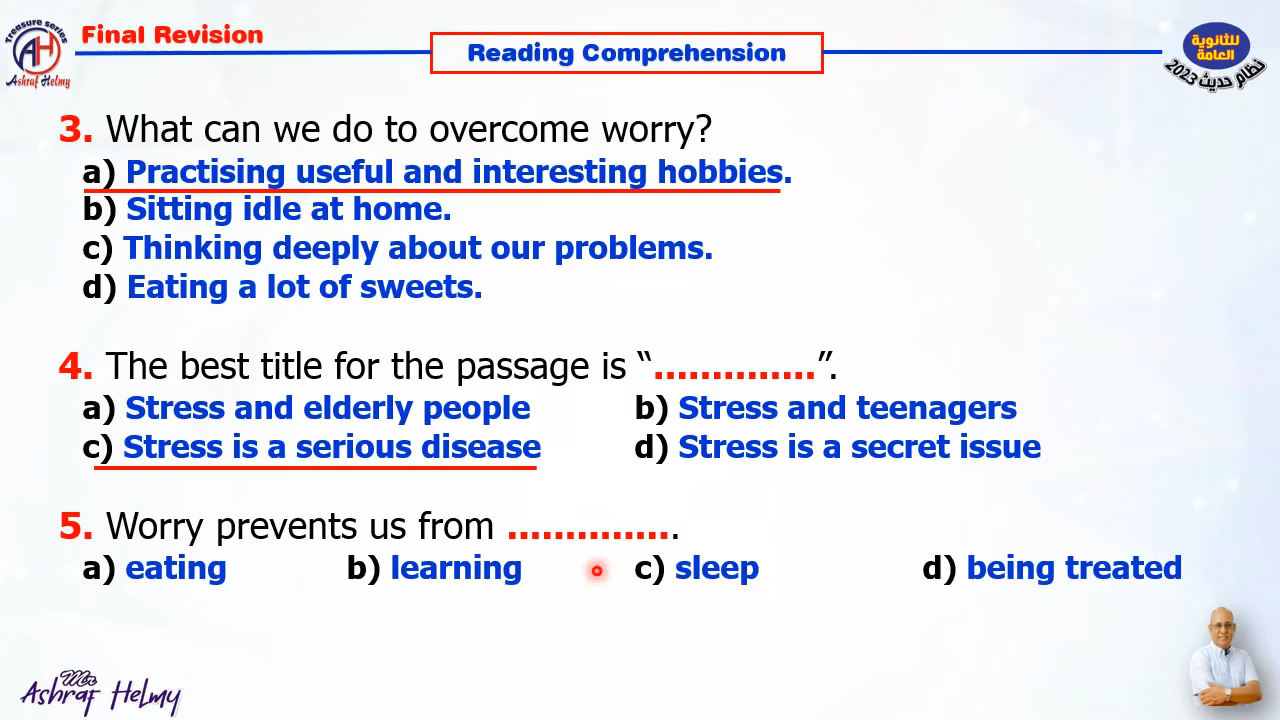 Treasure series
AH
Ashraf Helmy
Final Revision
Reading Comprehension
للثانوية
العامة
نظام حديث 2023
3. What can we do to overcome worry?
a) Practising useful and interesting hobbies.
b) Sitting idle at home.
c) Thinking deeply about our problems.
d) Eating a lot of sweets.
4. The best title for the passage is “..............”.
a) Stress and elderly people b) Stress and teenagers
c) Stress is a serious disease d) Stress is a secret issue
5. Worry prevents us from ...............
a) eating b) learning c) sleep d) being treated
Mr
Ashraf Helmy